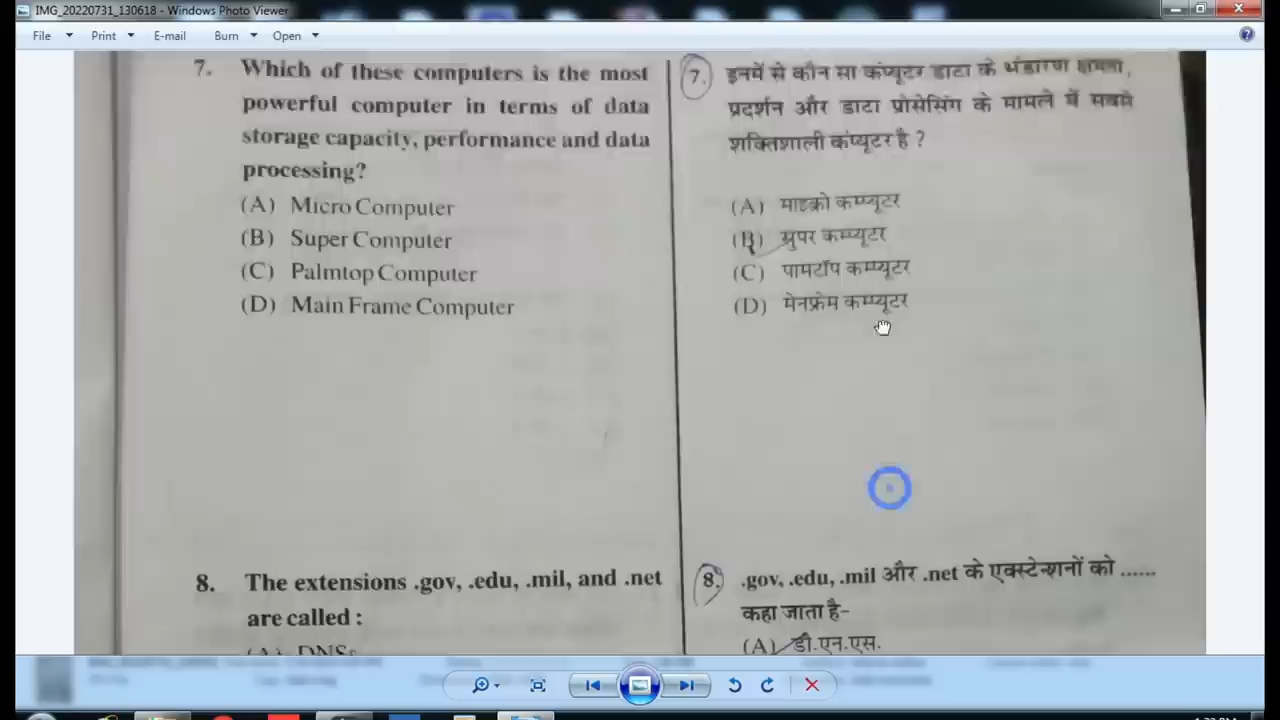 IMG_20220731_130618 - Windows Photo Viewer
File Print E-mail Burn Open
7. Which of these computers is the most
powerful computer in terms of data
storage capacity, performance and data
processing?
(A) Micro Computer
(B) Super Computer
(C) Palmtop Computer
(D) Main Frame Computer
8. The extensions .gov, .edu, .mil, and .net
are called :
(A) DNSs
7. इनमें से कौन सा कंप्यूटर डाटा के भंडारण क्षमता,
प्रदर्शन और डाटा प्रोसेसिंग के मामले में सबसे
शक्तिशाली कंप्यूटर है ?
(A) माइक्रो कम्प्यूटर
(B) सुपर कम्प्यूटर
(C) पामटॉप कम्प्यूटर
(D) मेनफ्रेम कम्प्यूटर
8. .gov, .edu, .mil और .net के एक्स्टेन्शनों को ......
कहा जाता है-
(A) डी.एन.एस.